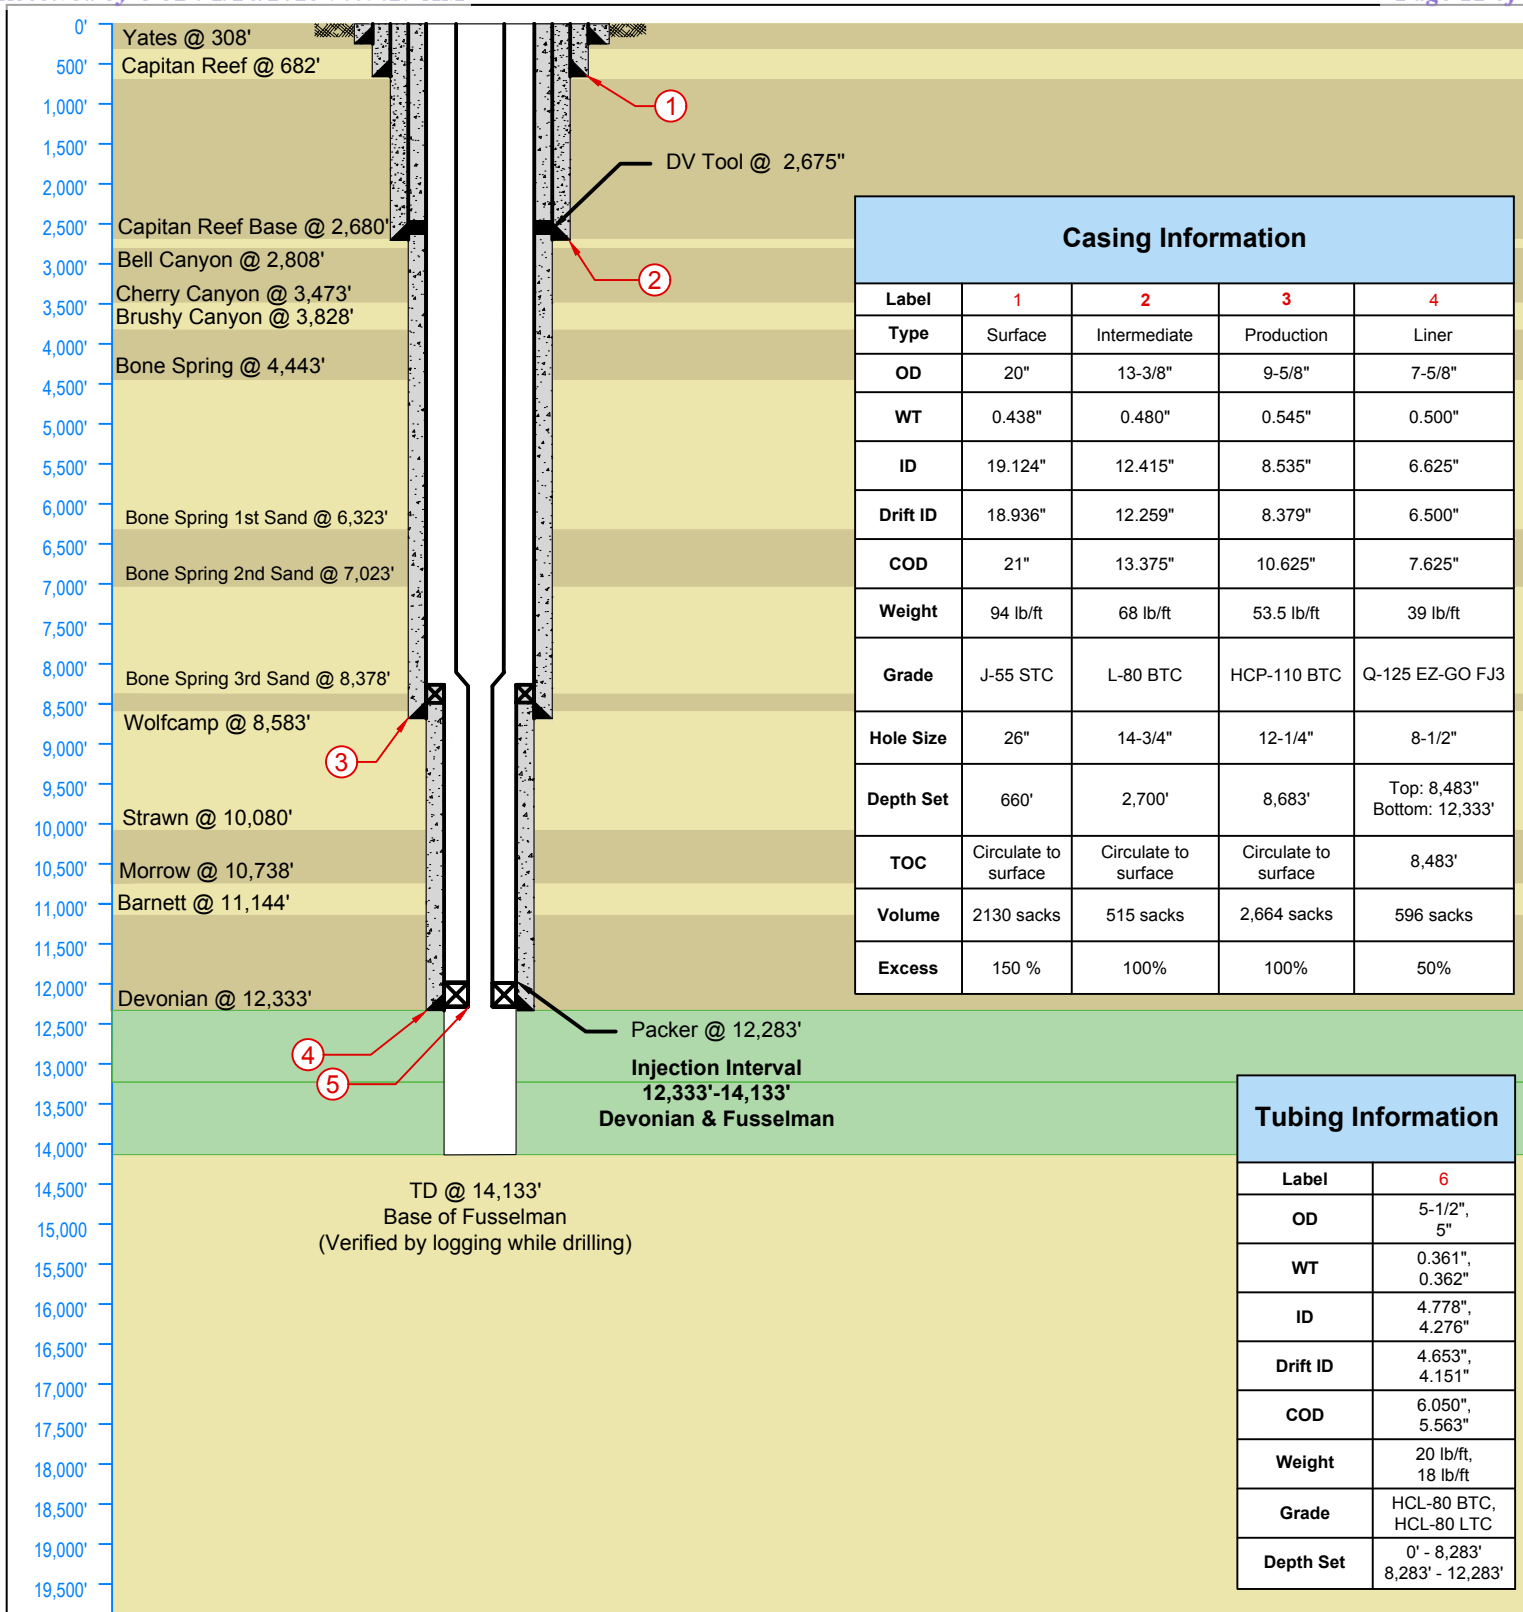 0'
500'
1,000'
1,500'
2,000'
2,500'
3,000'
3,500'
4,000'
4,500'
5,000'
5,500'
6,000'
6,500'
7,000'
7,500'
8,000'
8,500'
9,000'
9,500'
10,000'
10,500'
11,000'
11,500'
12,000'
12,500'
13,000'
13,500'
14,000'
14,500'
15,000
15,500'
16,000'
16,500'
17,000'
17,500'
18,000'
18,500'
19,000'
19,500'
Yates @ 308'
Capitan Reef @ 682'
Capitan Reef Base @ 2,680'
Bell Canyon @ 2,808'
Cherry Canyon @ 3,473'
Brushy Canyon @ 3,828'
Bone Spring @ 4,443'
Bone Spring 1st Sand @ 6,323'
Bone Spring 2nd Sand @ 7,023'
Bone Spring 3rd Sand @ 8,378'
Wolfcamp @ 8,583'
Strawn @ 10,080'
Morrow @ 10,738'
Barnett @ 11,144'
Devonian @ 12,333'
1
DV Tool @ 2,675"
2
3
4
5
Packer @ 12,283'
Injection Interval
12,333'-14,133'
Devonian & Fusselman
TD @ 14,133'
Base of Fusselman
(Verified by logging while drilling)
Casing Information
Label 1 2 3 4
Type Surface Intermediate Production Liner
OD 20" 13-3/8" 9-5/8" 7-5/8"
WT 0.438" 0.480" 0.545" 0.500"
ID 19.124" 12.415" 8.535" 6.625"
Drift ID 18.936" 12.259" 8.379" 6.500"
COD 21" 13.375" 10.625" 7.625"
Weight 94 lb/ft 68 lb/ft 53.5 lb/ft 39 lb/ft
Grade J-55 STC L-80 BTC HCP-110 BTC Q-125 EZ-GO FJ3
Hole Size 26" 14-3/4" 12-1/4" 8-1/2"
Depth Set 660' 2,700' 8,683' Top: 8,483"
Bottom: 12,333'
TOC Circulate to surface Circulate to surface Circulate to surface 8,483'
Volume 2130 sacks 515 sacks 2,664 sacks 596 sacks
Excess 150 % 100% 100% 50%
Tubing Information
Label 6
OD 5-1/2",
5"
WT 0.361",
0.362"
ID 4.778",
4.276"
Drift ID 4.653",
4.151"
COD 6.050",
5.563"
Weight 20 lb/ft,
18 lb/ft
Grade HCL-80 BTC,
HCL-80 LTC
Depth Set 0' - 8,283'
8,283' - 12,283'